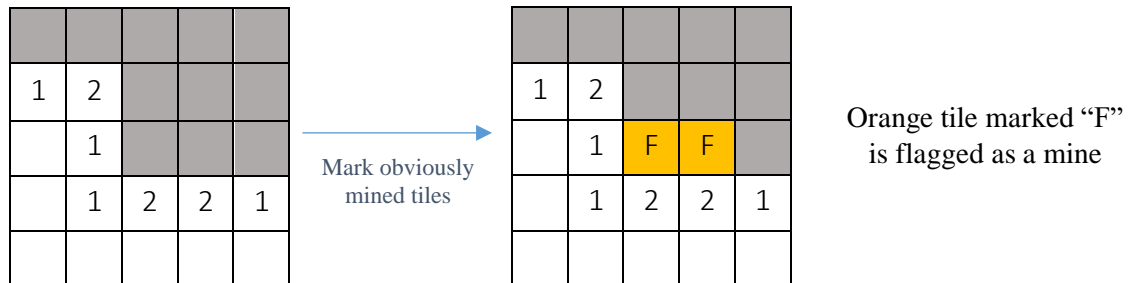 1 2
1
1 2 2 1
Mark obviously
mined tiles
1 2
1 F F
1 2 2 1
Orange tile marked “F”
is flagged as a mine